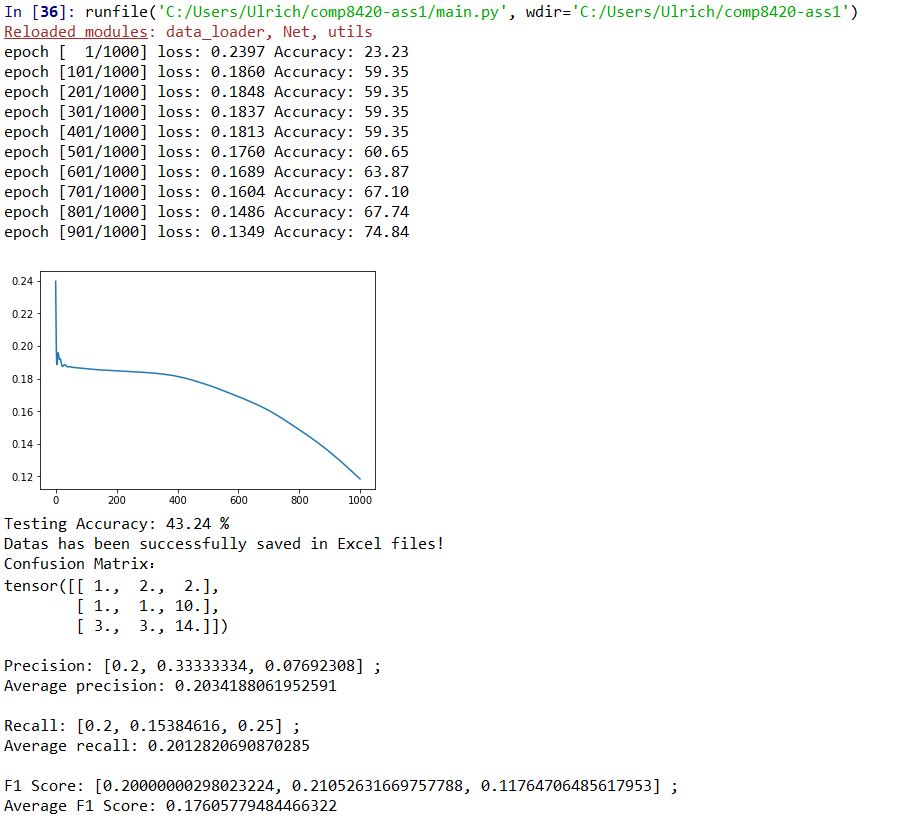 In [36]: runfile('C:/Users/Ulrich/comp8420-ass1/main.py', wdir='C:/Users/Ulrich/comp8420-ass1')
Reloaded modules: data_loader, Net, utils
epoch [  1/1000] loss: 0.2397 Accuracy: 23.23
epoch [101/1000] loss: 0.1860 Accuracy: 59.35
epoch [201/1000] loss: 0.1848 Accuracy: 59.35
epoch [301/1000] loss: 0.1837 Accuracy: 59.35
epoch [401/1000] loss: 0.1813 Accuracy: 59.35
epoch [501/1000] loss: 0.1760 Accuracy: 60.65
epoch [601/1000] loss: 0.1689 Accuracy: 63.87
epoch [701/1000] loss: 0.1604 Accuracy: 67.10
epoch [801/1000] loss: 0.1486 Accuracy: 67.74
epoch [901/1000] loss: 0.1349 Accuracy: 74.84
0.24
0.22
0.20
0.18
0.16
0.14
0.12
0 200 400 600 800 1000
Testing Accuracy: 43.24 %
Datas has been successfully saved in Excel files!
Confusion Matrix:
tensor([[ 1.,  2.,  2.],
        [ 1.,  1., 10.],
        [ 3.,  3., 14.]])
Precision: [0.2, 0.33333334, 0.07692308] ;
Average precision: 0.2034188061952591
Recall: [0.2, 0.15384616, 0.25] ;
Average recall: 0.2012820690870285
F1 Score: [0.20000000298023224, 0.21052631669757788, 0.11764706485617953] ;
Average F1 Score: 0.17605779484466322